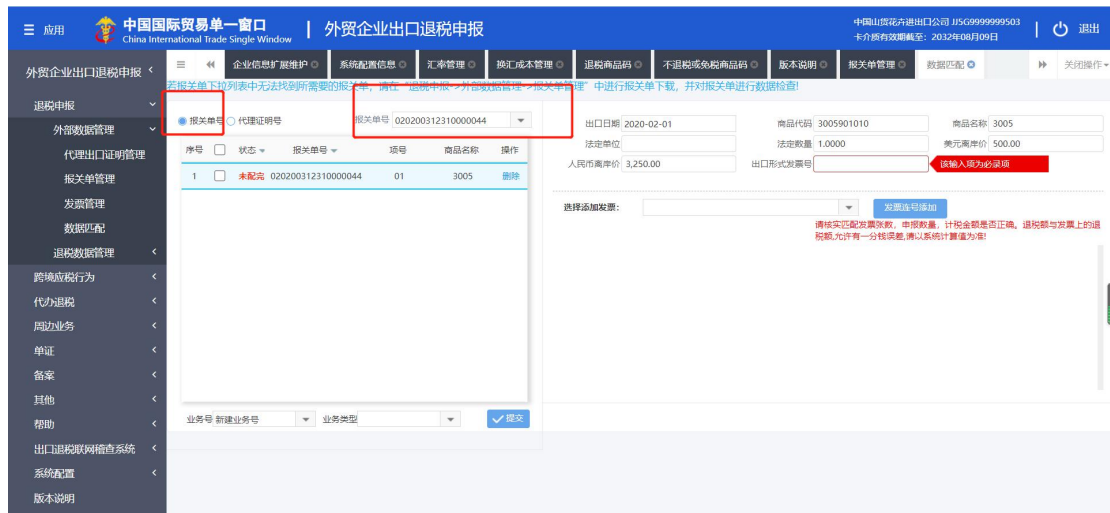 三 应用 中国国际贸易单一窗口 China International Trade Single Window | 外贸企业出口退税申报 中国山货花卉进出口公司 JJ5G9999999503 卡介质有效期截至：2032年08月09日 退出
外贸企业出口退税申报
企业信息扩展维护 系统配置信息 汇率管理 换汇成本管理 退税商品码 不退税或免税商品码 版本说明 报关单管理 数据匹配 关闭操作
若报关单下拉列表中无法找到所需要的报关单，请在“退税申报->外部数据管理->报关单管理”中进行报关单下载，并对报关单进行数据检查!
退税申报
外部数据管理
代理出口证明管理
报关单管理
发票管理
数据匹配
退税数据管理
跨境应税行为
代办退税
周边业务
单证
备案
其他
帮助
出口退税联网稽查系统
系统配置
版本说明
报关单号 代理证明号 报关单号 020200312310000044
序号 状态 报关单号 项号 商品名称 操作
1 未配完 020200312310000044 01 3005 删除
业务号 新建业务号 业务类型 提交
出口日期 2020-02-01 商品代码 3005901010 商品名称 3005
法定单位 法定数量 1.0000 美元离岸价 500.00
人民币离岸价 3,250.00 出口形式发票号 该输入项为必录项
选择添加发票： 发票连号添加
请核实匹配发票张数，申报数量，计税金额是否正确。退税额与发票上的退
税额,允许有一分钱误差,请以系统计算值为准!